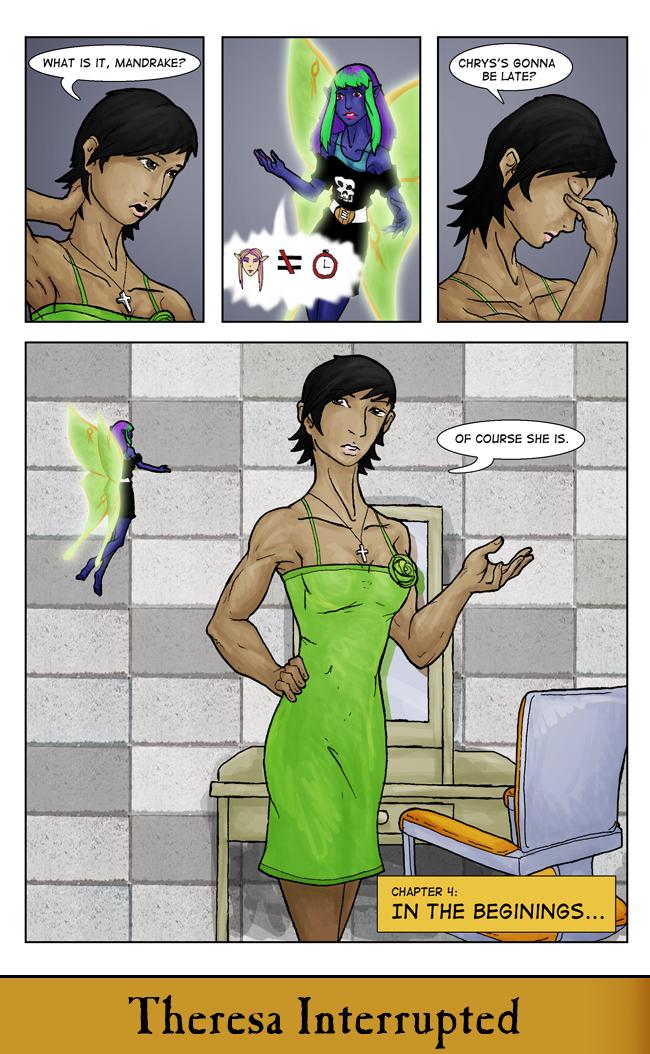 WHAT IS IT, MANDRAKE?
CHRYS'S GONNA
BE LATE?
OF COURSE SHE IS.
CHAPTER 4:
IN THE BEGININGS...
Theresa Interrupted